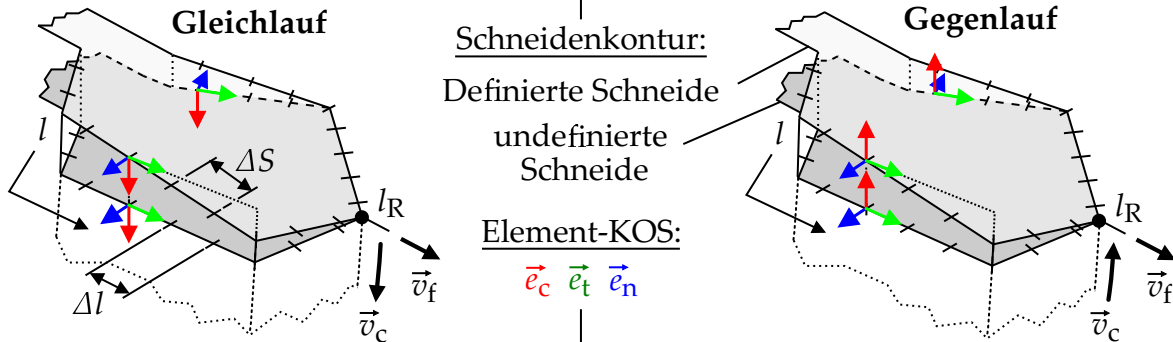 Gleichlauf
l
ΔS
l_R
Δl
v⃗_c
v⃗_f
Schneidenkontur:
Definierte Schneide
undefinierte
Schneide
Element-KOS:
e⃗_c e⃗_t e⃗_n
Gegenlauf
l
l_R
v⃗_f
v⃗_c